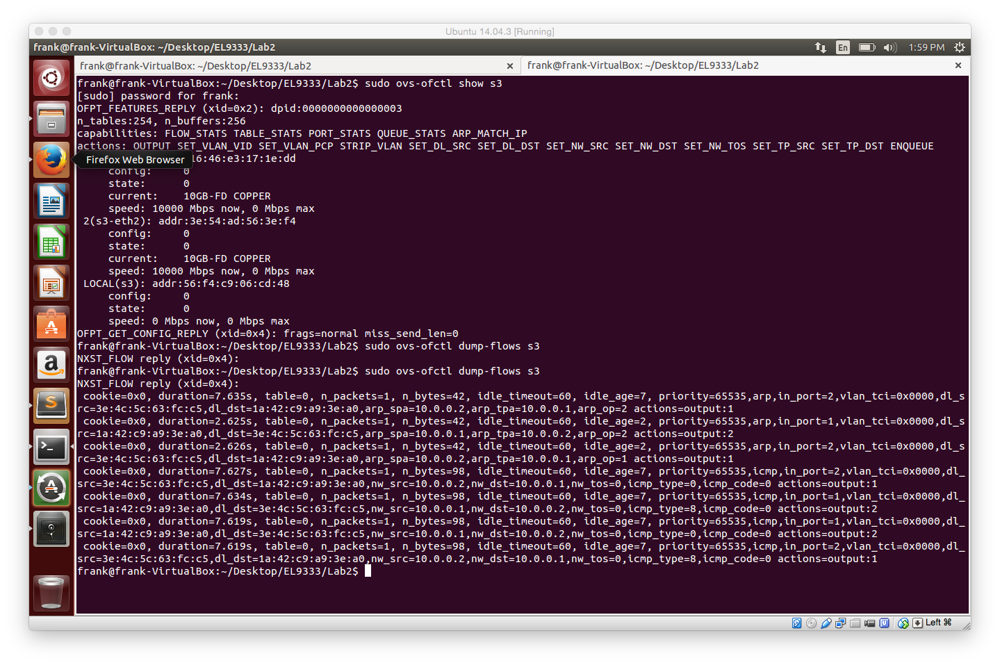 Ubuntu 14.04.3 [Running]
frank@frank-VirtualBox: ~/Desktop/EL9333/Lab2
En
1:59 PM
frank@frank-VirtualBox: ~/Desktop/EL9333/Lab2
frank@frank-VirtualBox: ~/Desktop/EL9333/Lab2
frank@frank-VirtualBox:~/Desktop/EL9333/Lab2$ sudo ovs-ofctl show s3
[sudo] password for frank:
OFPT_FEATURES_REPLY (xid=0x2): dpid:0000000000000003
n_tables:254, n_buffers:256
capabilities: FLOW_STATS TABLE_STATS PORT_STATS QUEUE_STATS ARP_MATCH_IP
actions: OUTPUT SET_VLAN_VID SET_VLAN_PCP STRIP_VLAN SET_DL_SRC SET_DL_DST SET_NW_SRC SET_NW_DST SET_NW_TOS SET_TP_SRC SET_TP_DST ENQUEUE
Firefox Web Browser
16:46:e3:17:1e:dd
config:     0
state:      0
current:    10GB-FD COPPER
speed: 10000 Mbps now, 0 Mbps max
2(s3-eth2): addr:3e:54:ad:56:3e:f4
config:     0
state:      0
current:    10GB-FD COPPER
speed: 10000 Mbps now, 0 Mbps max
LOCAL(s3): addr:56:f4:c9:06:cd:48
config:     0
state:      0
speed: 0 Mbps now, 0 Mbps max
OFPT_GET_CONFIG_REPLY (xid=0x4): frags=normal miss_send_len=0
frank@frank-VirtualBox:~/Desktop/EL9333/Lab2$ sudo ovs-ofctl dump-flows s3
NXST_FLOW reply (xid=0x4):
frank@frank-VirtualBox:~/Desktop/EL9333/Lab2$ sudo ovs-ofctl dump-flows s3
NXST_FLOW reply (xid=0x4):
cookie=0x0, duration=7.635s, table=0, n_packets=1, n_bytes=42, idle_timeout=60, idle_age=7, priority=65535,arp,in_port=2,vlan_tci=0x0000,dl_s
rc=3e:4c:5c:63:fc:c5,dl_dst=1a:42:c9:a9:3e:a0,arp_spa=10.0.0.2,arp_tpa=10.0.0.1,arp_op=2 actions=output:1
cookie=0x0, duration=2.625s, table=0, n_packets=1, n_bytes=42, idle_timeout=60, idle_age=2, priority=65535,arp,in_port=1,vlan_tci=0x0000,dl_s
rc=1a:42:c9:a9:3e:a0,dl_dst=3e:4c:5c:63:fc:c5,arp_spa=10.0.0.1,arp_tpa=10.0.0.2,arp_op=2 actions=output:2
cookie=0x0, duration=2.626s, table=0, n_packets=1, n_bytes=42, idle_timeout=60, idle_age=2, priority=65535,arp,in_port=2,vlan_tci=0x0000,dl_s
rc=3e:4c:5c:63:fc:c5,dl_dst=1a:42:c9:a9:3e:a0,arp_spa=10.0.0.2,arp_tpa=10.0.0.1,arp_op=1 actions=output:1
cookie=0x0, duration=7.627s, table=0, n_packets=1, n_bytes=98, idle_timeout=60, idle_age=7, priority=65535,icmp,in_port=2,vlan_tci=0x0000,dl_
src=3e:4c:5c:63:fc:c5,dl_dst=1a:42:c9:a9:3e:a0,nw_src=10.0.0.2,nw_dst=10.0.0.1,nw_tos=0,icmp_type=0,icmp_code=0 actions=output:1
cookie=0x0, duration=7.634s, table=0, n_packets=1, n_bytes=98, idle_timeout=60, idle_age=7, priority=65535,icmp,in_port=1,vlan_tci=0x0000,dl_
src=1a:42:c9:a9:3e:a0,dl_dst=3e:4c:5c:63:fc:c5,nw_src=10.0.0.1,nw_dst=10.0.0.2,nw_tos=0,icmp_type=8,icmp_code=0 actions=output:2
cookie=0x0, duration=7.619s, table=0, n_packets=1, n_bytes=98, idle_timeout=60, idle_age=7, priority=65535,icmp,in_port=1,vlan_tci=0x0000,dl_
src=1a:42:c9:a9:3e:a0,dl_dst=3e:4c:5c:63:fc:c5,nw_src=10.0.0.1,nw_dst=10.0.0.2,nw_tos=0,icmp_type=0,icmp_code=0 actions=output:2
cookie=0x0, duration=7.619s, table=0, n_packets=1, n_bytes=98, idle_timeout=60, idle_age=7, priority=65535,icmp,in_port=2,vlan_tci=0x0000,dl_
src=3e:4c:5c:63:fc:c5,dl_dst=1a:42:c9:a9:3e:a0,nw_src=10.0.0.2,nw_dst=10.0.0.1,nw_tos=0,icmp_type=8,icmp_code=0 actions=output:1
frank@frank-VirtualBox:~/Desktop/EL9333/Lab2$
Left ⌘